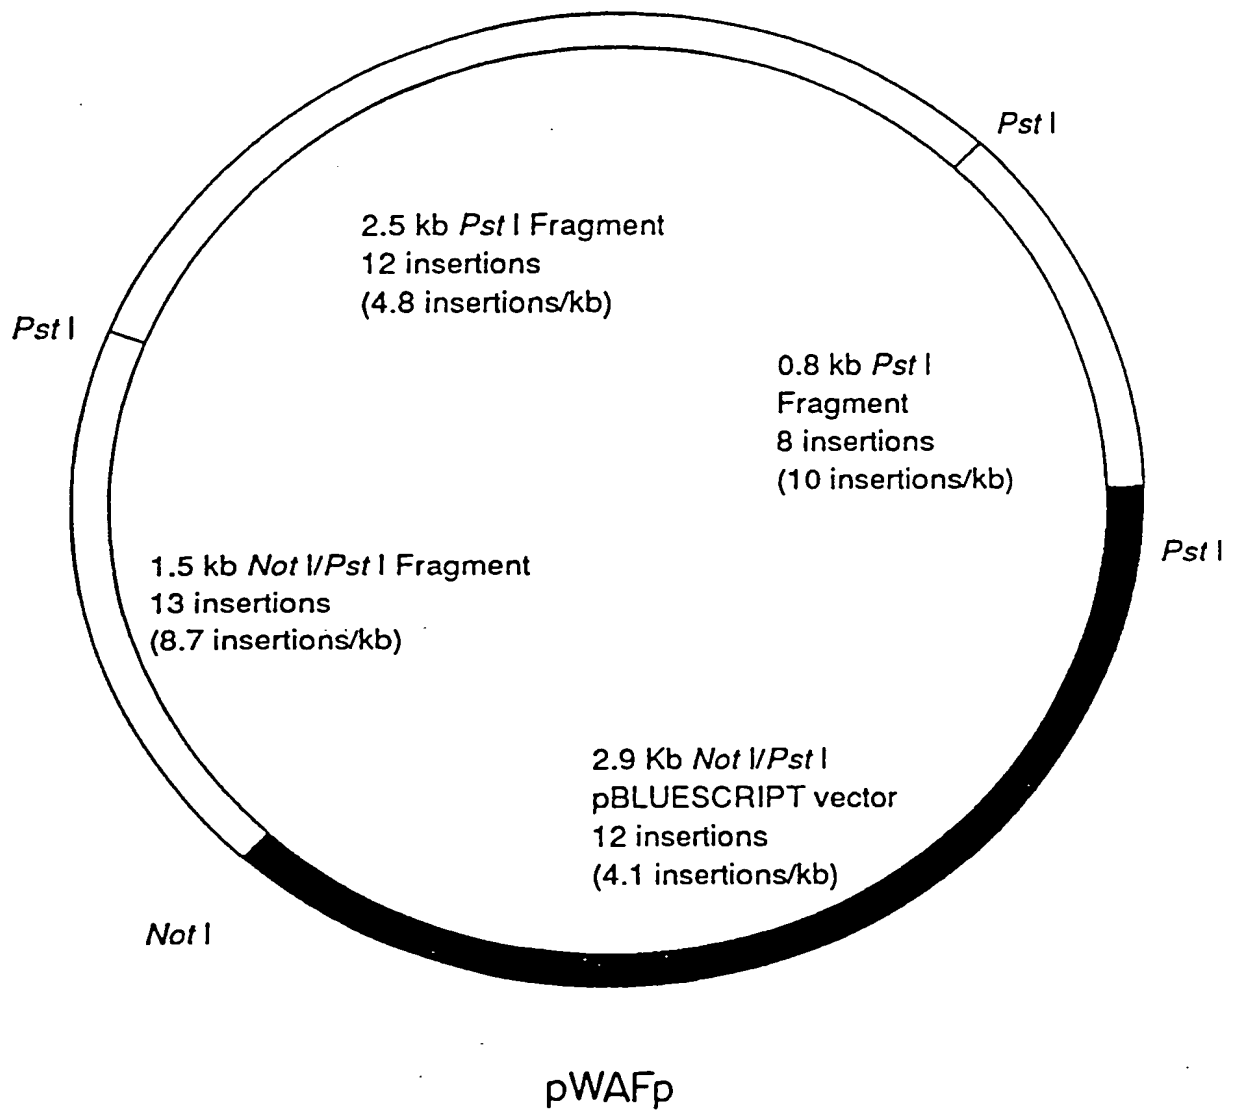 Pst I
2.5 kb Pst I Fragment
12 insertions
(4.8 insertions/kb)
Pst I
0.8 kb Pst I
Fragment
8 insertions
(10 insertions/kb)
Pst I
1.5 kb Not I/Pst I Fragment
13 insertions
(8.7 insertions/kb)
2.9 Kb Not I/Pst I
pBLUESCRIPT vector
12 insertions
(4.1 insertions/kb)
Not I
pWAFp